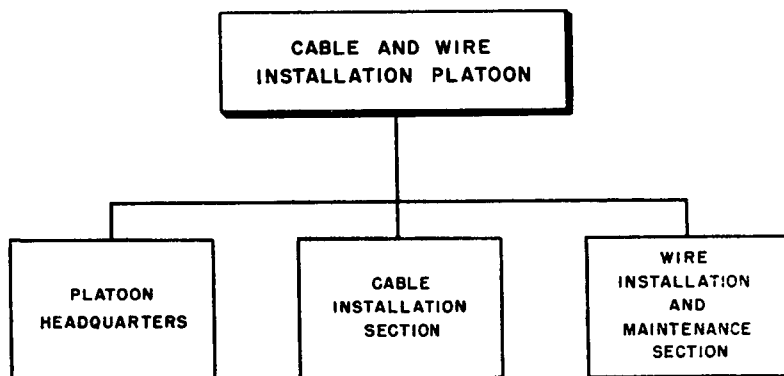 CABLE AND WIRE
INSTALLATION PLATOON
PLATOON
HEADQUARTERS
CABLE
INSTALLATION
SECTION
WIRE
INSTALLATION
AND
MAINTENANCE
SECTION